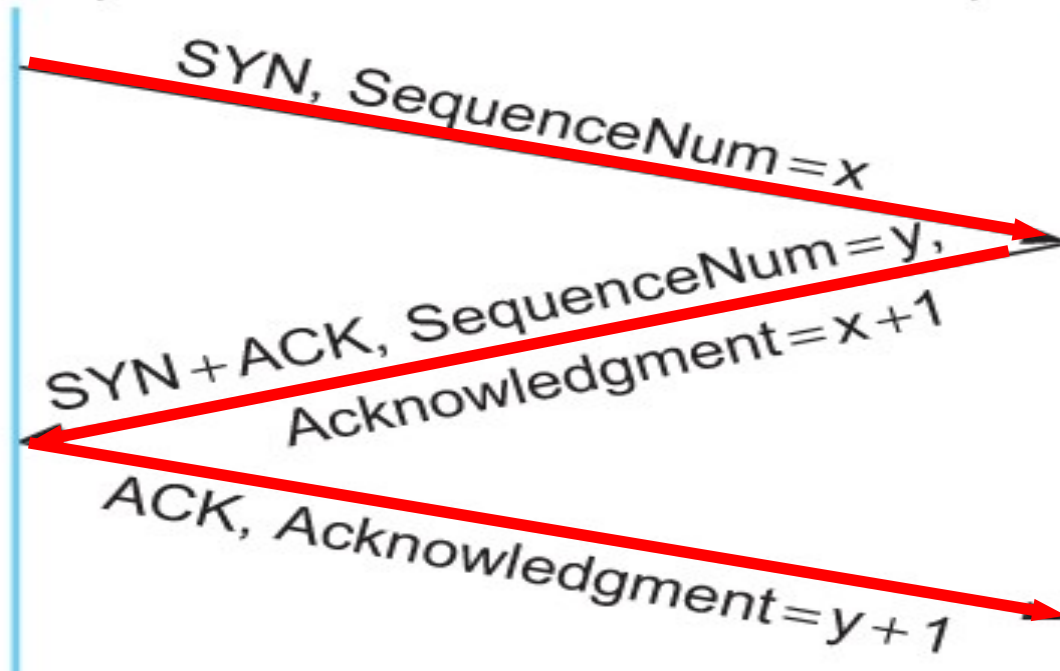 SYN, SequenceNum=x
SYN+ACK, SequenceNum=y,
Acknowledgment=x+1
ACK, Acknowledgment=y+1